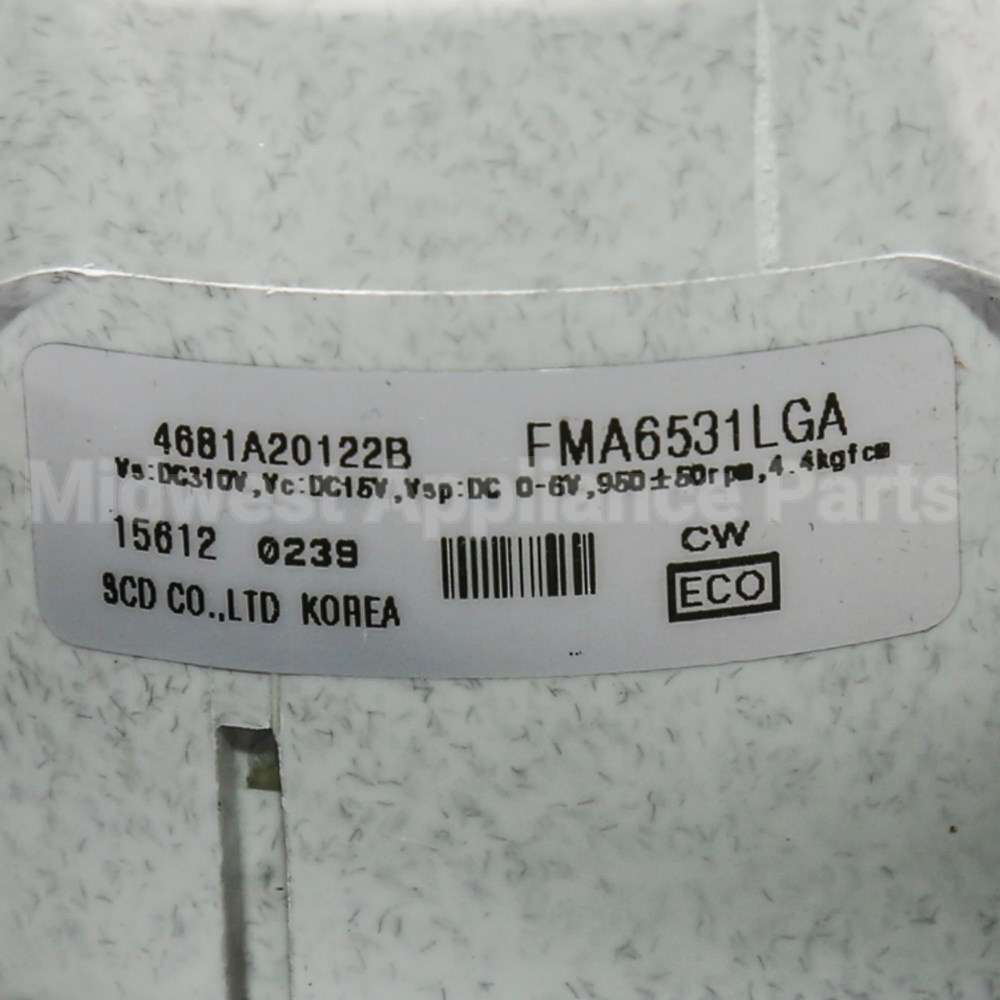 4681A20122B FMA6531LGA
Vs:DC310V,Vc:DC15V,Vsp:DC 0-6V,950±50rpm,4.4kgfcm
Midwest Appliance Parts
15612 0239 CW
SCD CO.,LTD KOREA ECO